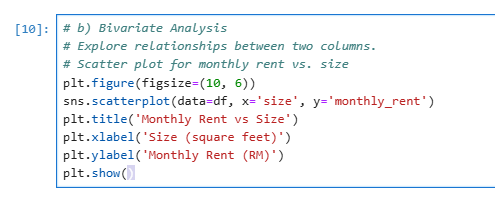 [10]: # b) Bivariate Analysis
# Explore relationships between two columns.
# Scatter plot for monthly rent vs. size
plt.figure(figsize=(10, 6))
sns.scatterplot(data=df, x='size', y='monthly_rent')
plt.title('Monthly Rent vs Size')
plt.xlabel('Size (square feet)')
plt.ylabel('Monthly Rent (RM)')
plt.show()